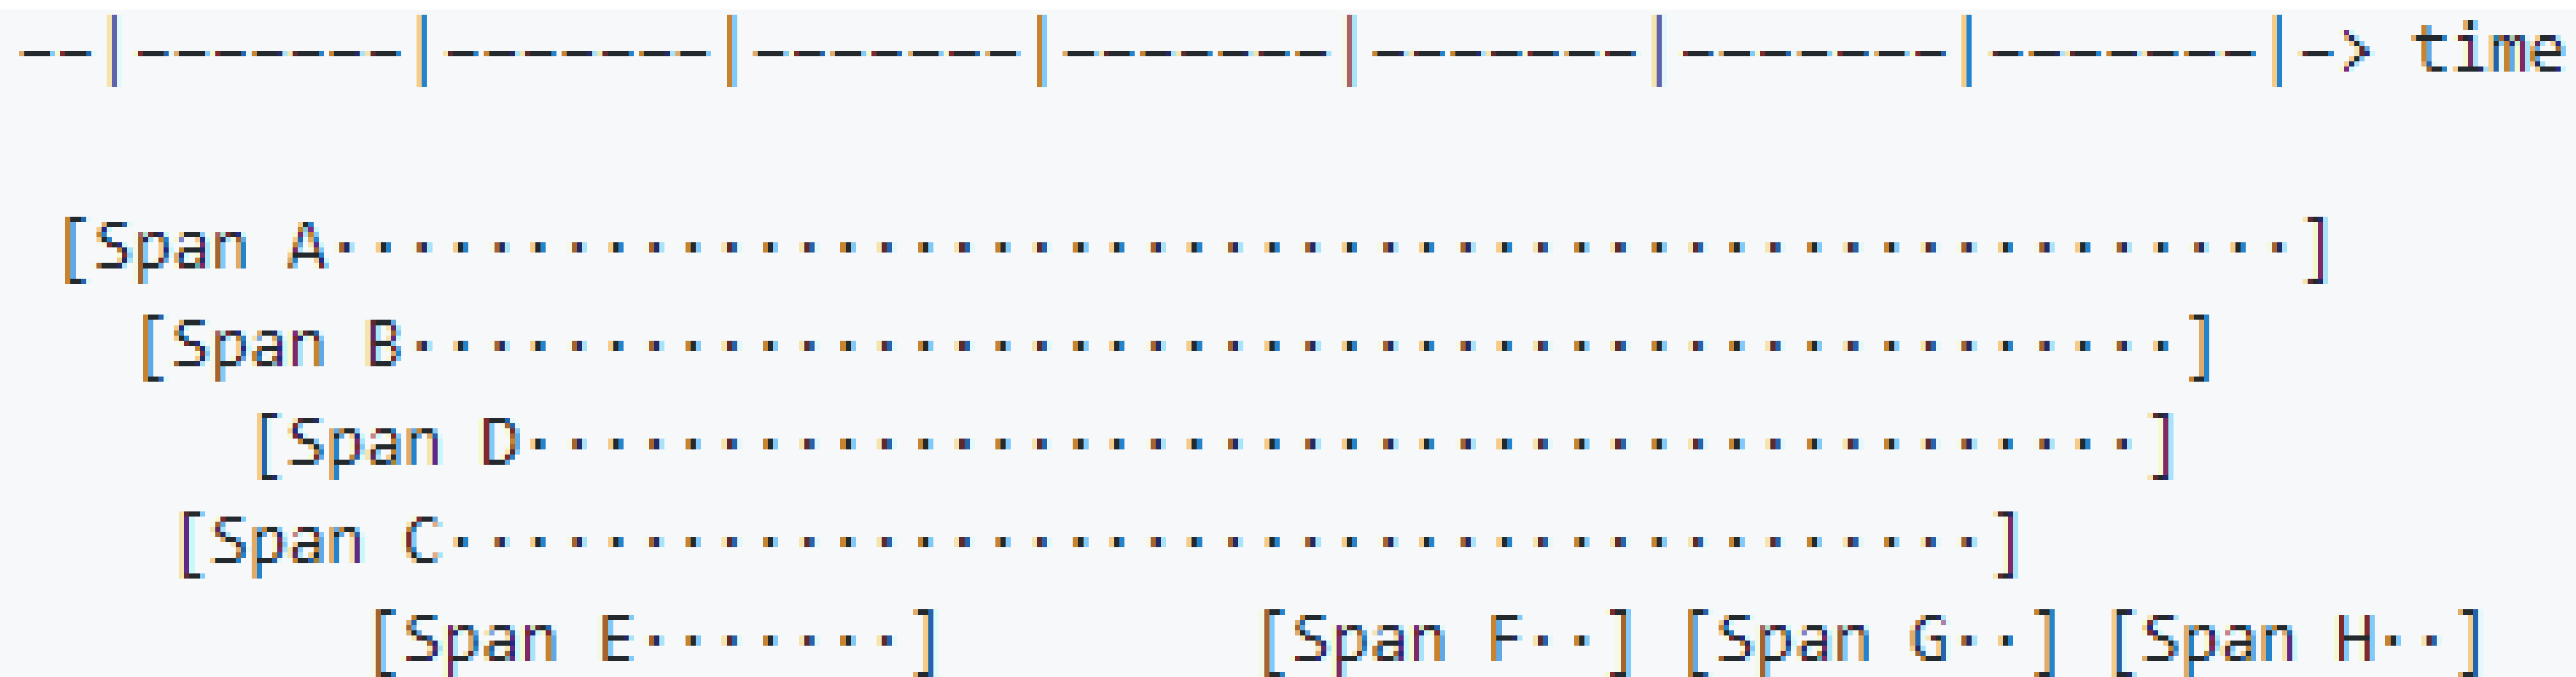 ––|–––––––|–––––––|–––––––|–––––––|–––––––|–––––––|–––––––|–> time
[Span A···················································]
[Span B··············································]
[Span D··········································]
[Span C········································]
[Span E·······] [Span F··] [Span G··] [Span H··]